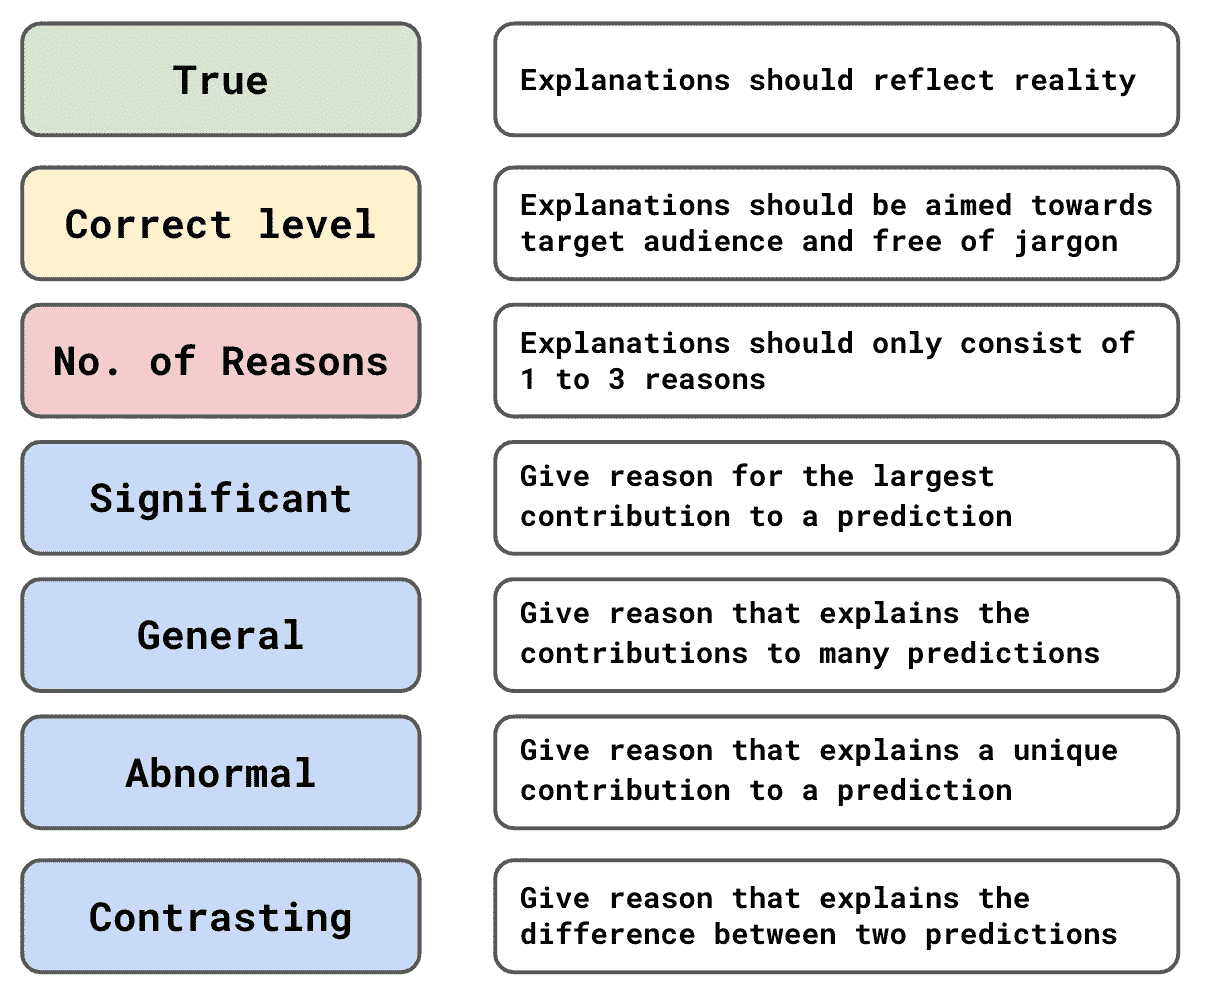 True
Explanations should reflect reality
Correct level
Explanations should be aimed towards
target audience and free of jargon
No. of Reasons
Explanations should only consist of
1 to 3 reasons
Significant
Give reason for the largest
contribution to a prediction
General
Give reason that explains the
contributions to many predictions
Abnormal
Give reason that explains a unique
contribution to a prediction
Contrasting
Give reason that explains the
difference between two predictions